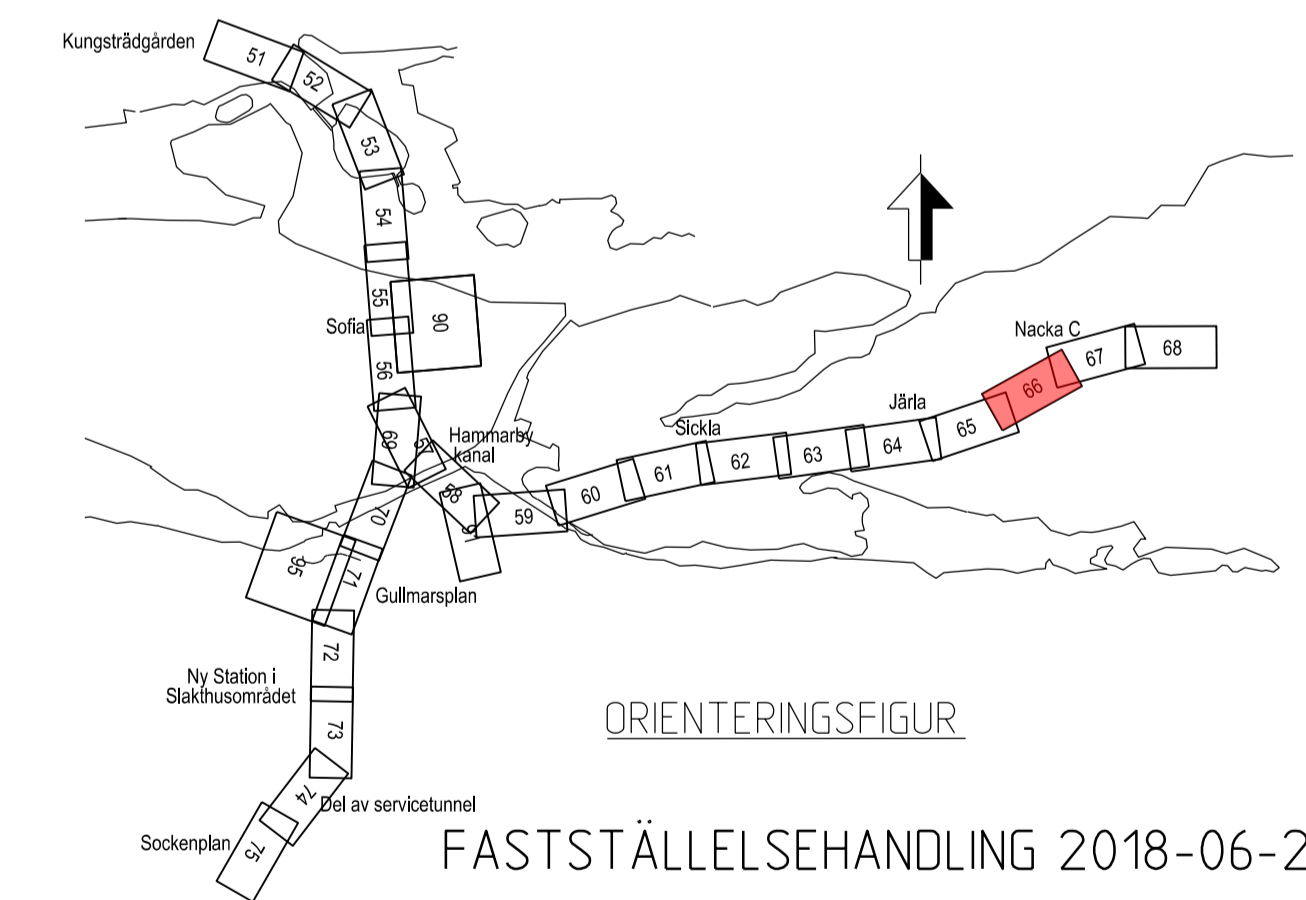 Kungsträdgården
51
52
53
54
55
Sofia
90
56
Nacka C
67
68
66
Järla
65
64
63
Sickla
62
61
60
59
Hammarby
kanal
69
57
58
70
95
71
Gullmarsplan
72
Ny Station i
Slakthusområdet
73
74
Del av servicetunnel
75
Sockenplan
ORIENTERINGSFIGUR
FASTSTÄLLELSEHANDLING 2018-06-2